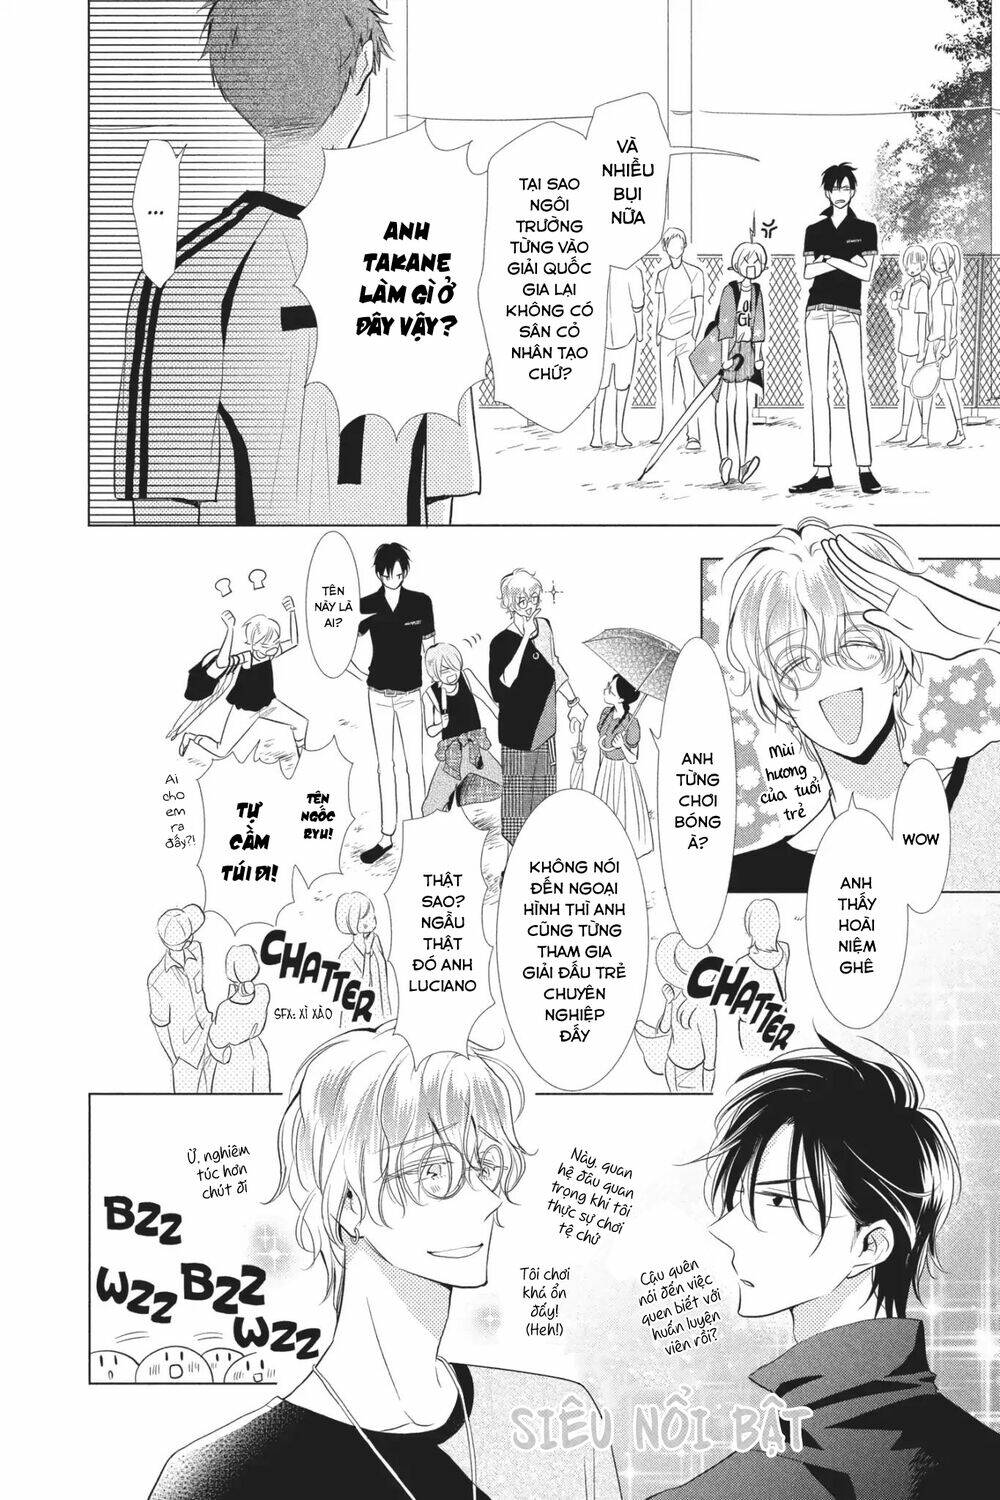 VÀ
NHIỀU
BỤI
NỮA
TẠI SAO
NGÔI
TRƯỜNG
TỪNG VÀO
GIẢI QUỐC
GIA LẠI
KHÔNG CÓ
SÂN CỎ
NHÂN TẠO
CHỨ?
ANH
TAKANE
LÀM GÌ Ở
ĐÂY VẬY?
...
WOW
ANH
THẤY
HOÀI
NIỆM
GHÊ
Mùi
hương
của tuổi
trẻ
ANH
TỪNG
CHƠI
BÓNG
À?
KHÔNG NÓI
ĐẾN NGOẠI
HÌNH THÌ ANH
CŨNG TỪNG
THAM GIA
GIẢI ĐẤU TRẺ
CHUYÊN
NGHIỆP
ĐẤY
THẬT
SAO?
NGẦU
THẬT
ĐÓ ANH
LUCIANO
TÊN
NÀY LÀ
AI?
TÊN
NGỐC
RYU!
TỰ
CẦM
TÚI ĐI!
Ai
cho
em
ra
đấy?!
CHATTER
SFX: XÌ XÀO
CHATTER
Này, quan
hệ đâu quan
trọng khi tôi
thực sự chơi
tệ chứ
Cậu quên
nói đến việc
quen biết với
huấn luyện
viên rồi?
Tôi chơi
khá ổn
đấy!
(Heh!)
Ừ, nghiêm
túc hơn
chút đi
BZZ
WZZ
BZZ
WZZ
SIÊU NỔI BẬT